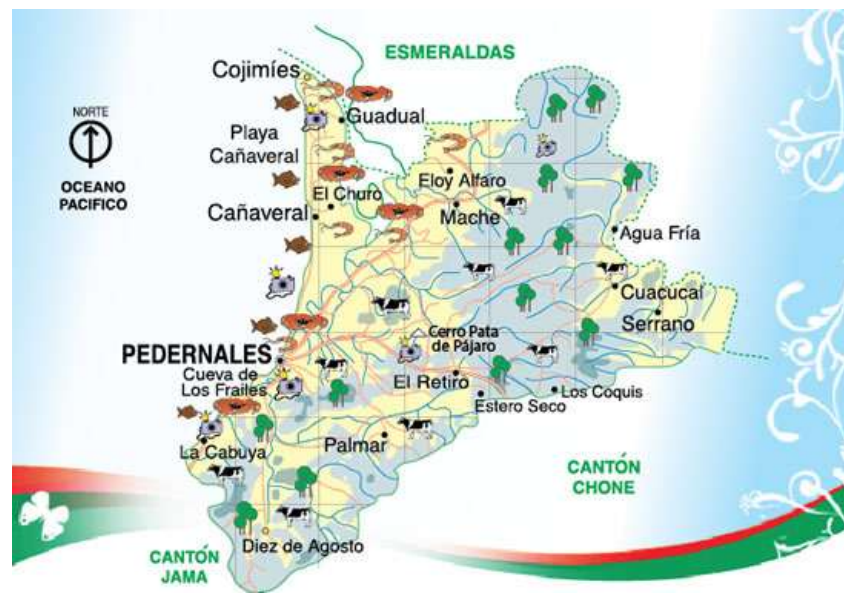 ESMERALDAS
Cojimíes
NORTE
OCEANO
PACIFICO
Guadual
Playa
Cañaveral
El Churo
Eloy Alfaro
Cañaveral
Mache
Agua Fría
Cuacucal
Serrano
Cerro Pata
de Pájaro
PEDERNALES
Cueva de
Los Frailes
El Retiro
Los Coquis
Estero Seco
La Cabuya
Palmar
CANTÓN
CHONE
Diez de Agosto
CANTÓN
JAMA